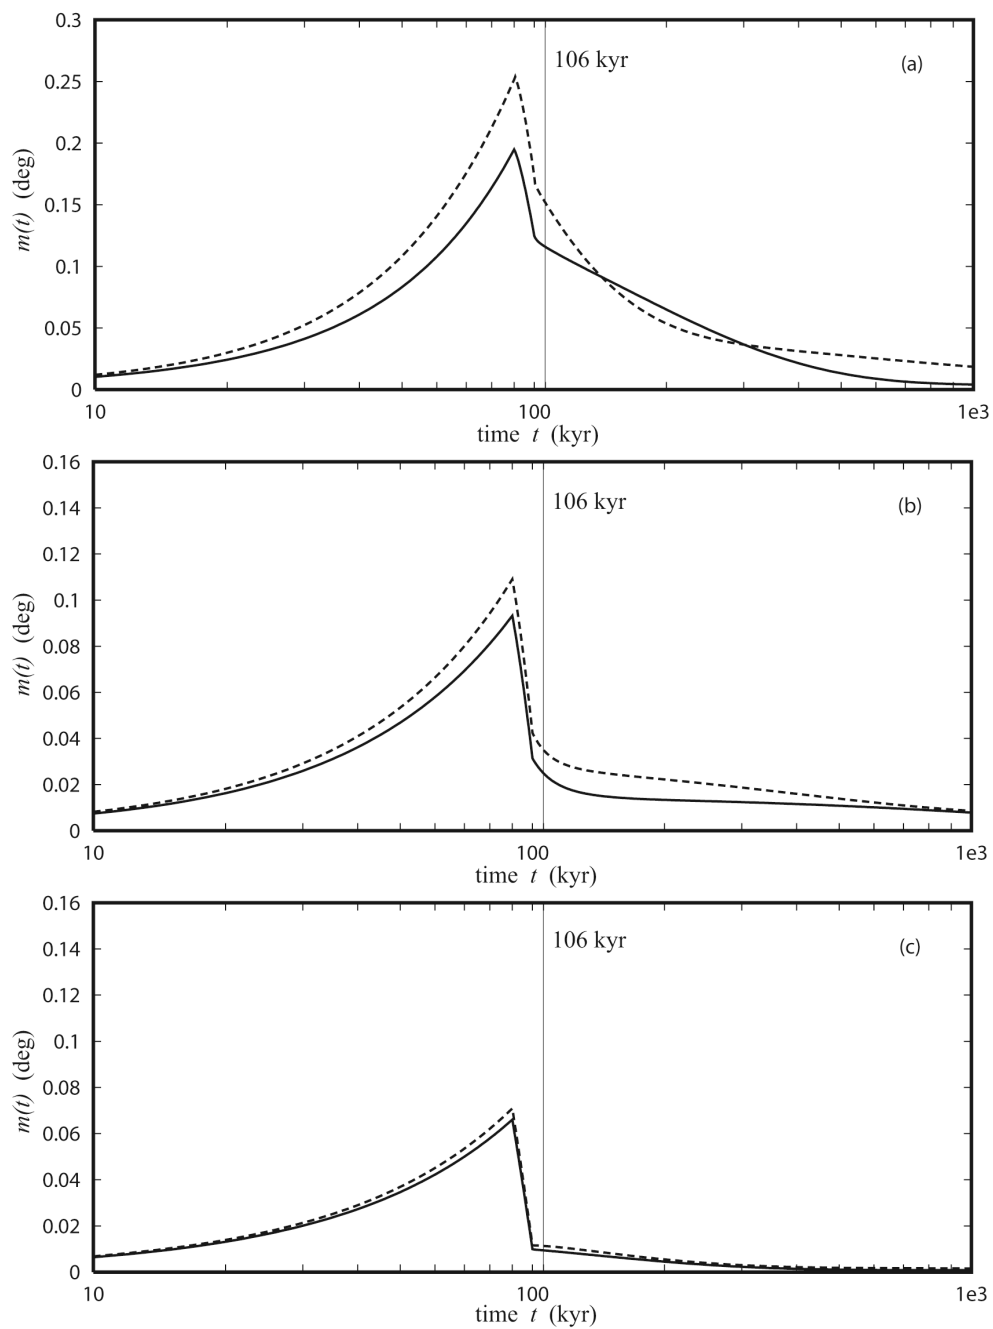 0.3
106 kyr
(a)
0.25
0.2
0.15
0.1
0.05
0
m(t) (deg)
10 100 1e3
time t (kyr)
0.16
106 kyr
(b)
0.14
0.12
0.1
0.08
0.06
0.04
0.02
0
m(t) (deg)
10 100 1e3
time t (kyr)
0.16
106 kyr
(c)
0.14
0.12
0.1
0.08
0.06
0.04
0.02
0
m(t) (deg)
10 100 1e3
time t (kyr)